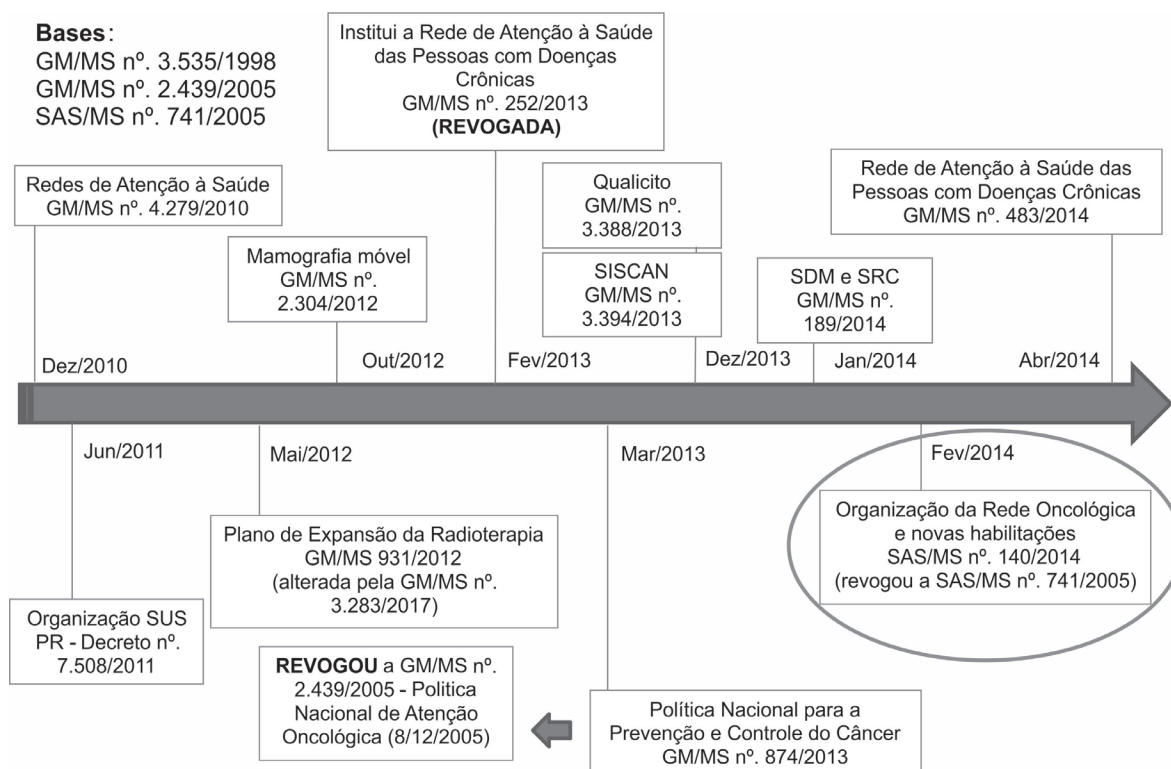 Bases:
GM/MS nº. 3.535/1998
GM/MS nº. 2.439/2005
SAS/MS nº. 741/2005
Institui a Rede de Atenção à Saúde
das Pessoas com Doenças
Crônicas
GM/MS nº. 252/2013
(REVOGADA)
Redes de Atenção à Saúde
GM/MS nº. 4.279/2010
Mamografia móvel
GM/MS nº.
2.304/2012
Qualicito
GM/MS nº.
3.388/2013
SISCAN
GM/MS nº.
3.394/2013
SDM e SRC
GM/MS nº.
189/2014
Rede de Atenção à Saúde das
Pessoas com Doenças Crônicas
GM/MS nº. 483/2014
Dez/2010
Out/2012
Fev/2013
Dez/2013
Jan/2014
Abr/2014
Jun/2011
Mai/2012
Mar/2013
Fev/2014
Organização SUS
PR - Decreto nº.
7.508/2011
Plano de Expansão da Radioterapia
GM/MS 931/2012
(alterada pela GM/MS nº.
3.283/2017)
REVOGOU a GM/MS nº.
2.439/2005 - Politica
Nacional de Atenção
Oncológica (8/12/2005)
Política Nacional para a
Prevenção e Controle do Câncer
GM/MS nº. 874/2013
Organização da Rede Oncológica
e novas habilitações
SAS/MS nº. 140/2014
(revogou a SAS/MS nº. 741/2005)